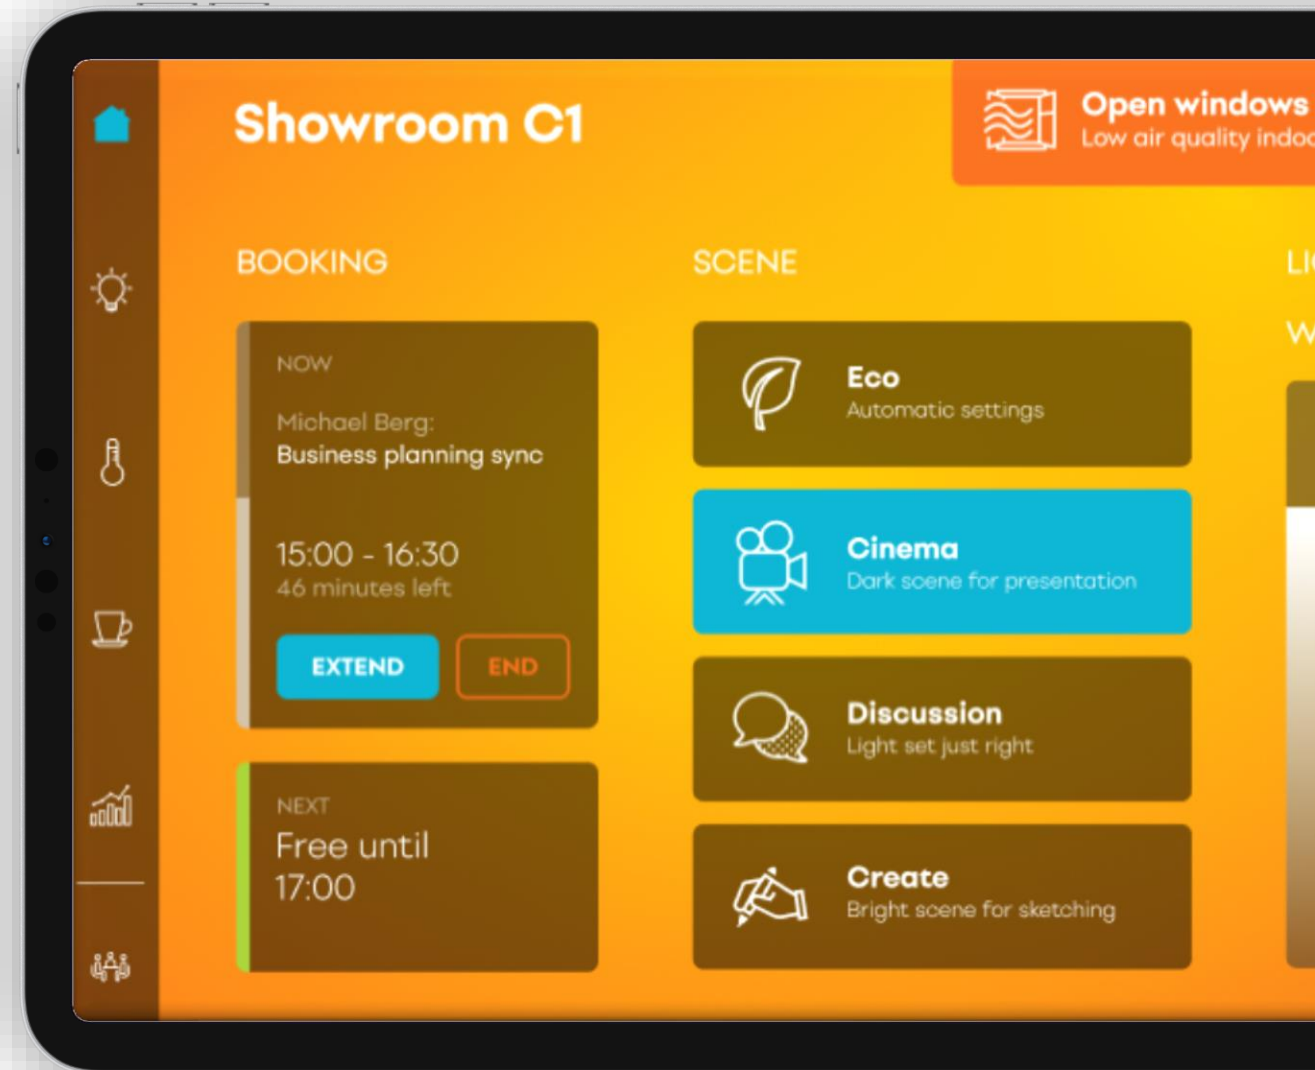 Showroom C1
Open windows
Low air quality
BOOKING
NOW
Michael Berg:
Business planning sync
15:00 - 16:30
46 minutes left
EXTEND
END
NEXT
Free until
17:00
SCENE
Eco
Automatic settings
Cinema
Dark scene for presentation
Discussion
Light set just right
Create
Bright scene for sketching